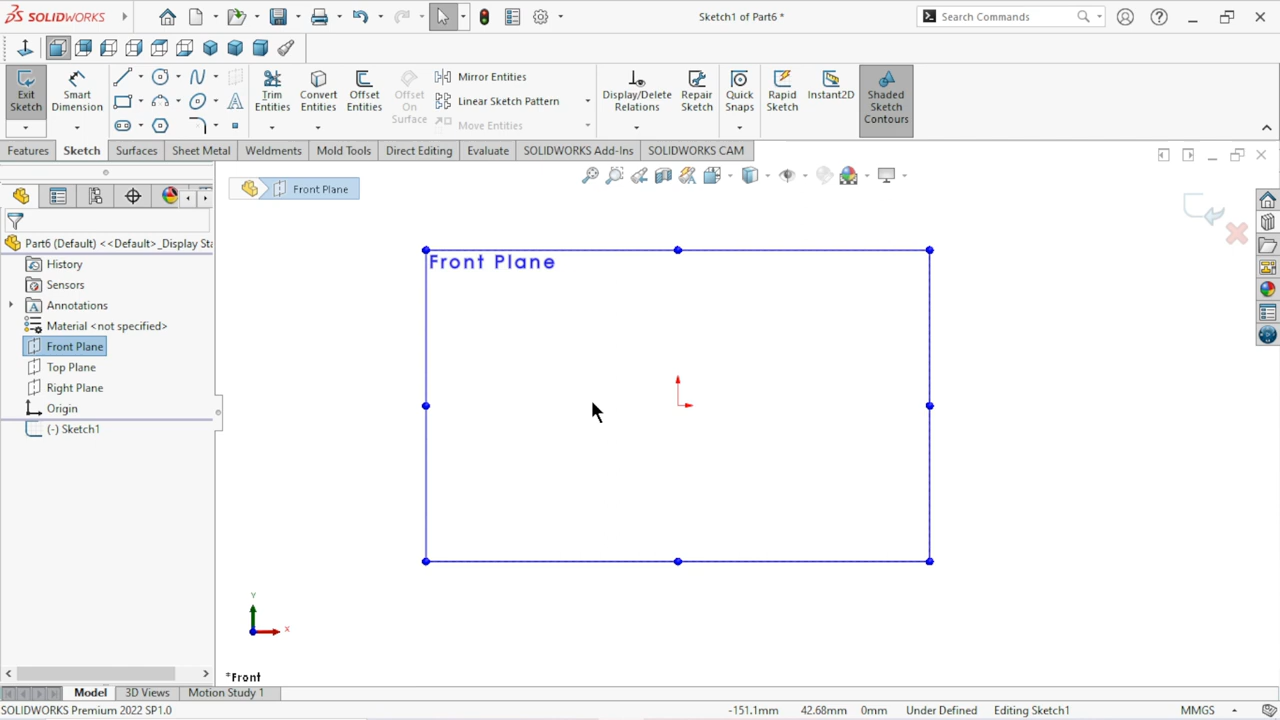 SOLIDWORKS
Sketch1 of Part6 *
Search Commands
Exit Sketch
Smart Dimension
Trim Entities
Convert Entities
Offset Entities
Offset On Surface
Mirror Entities
Linear Sketch Pattern
Move Entities
Display/Delete Relations
Repair Sketch
Quick Snaps
Rapid Sketch
Instant2D
Shaded Sketch Contours
Features
Sketch
Surfaces
Sheet Metal
Weldments
Mold Tools
Direct Editing
Evaluate
SOLIDWORKS Add-Ins
SOLIDWORKS CAM
Front Plane
Part6 (Default) <<Default>_Display Sta
History
Sensors
Annotations
Material <not specified>
Front Plane
Top Plane
Right Plane
Origin
(-) Sketch1
Front Plane
Y
X
*Front
Model
3D Views
Motion Study 1
SOLIDWORKS Premium 2022 SP1.0
-151.1mm
42.68mm
0mm
Under Defined
Editing Sketch1
MMGS